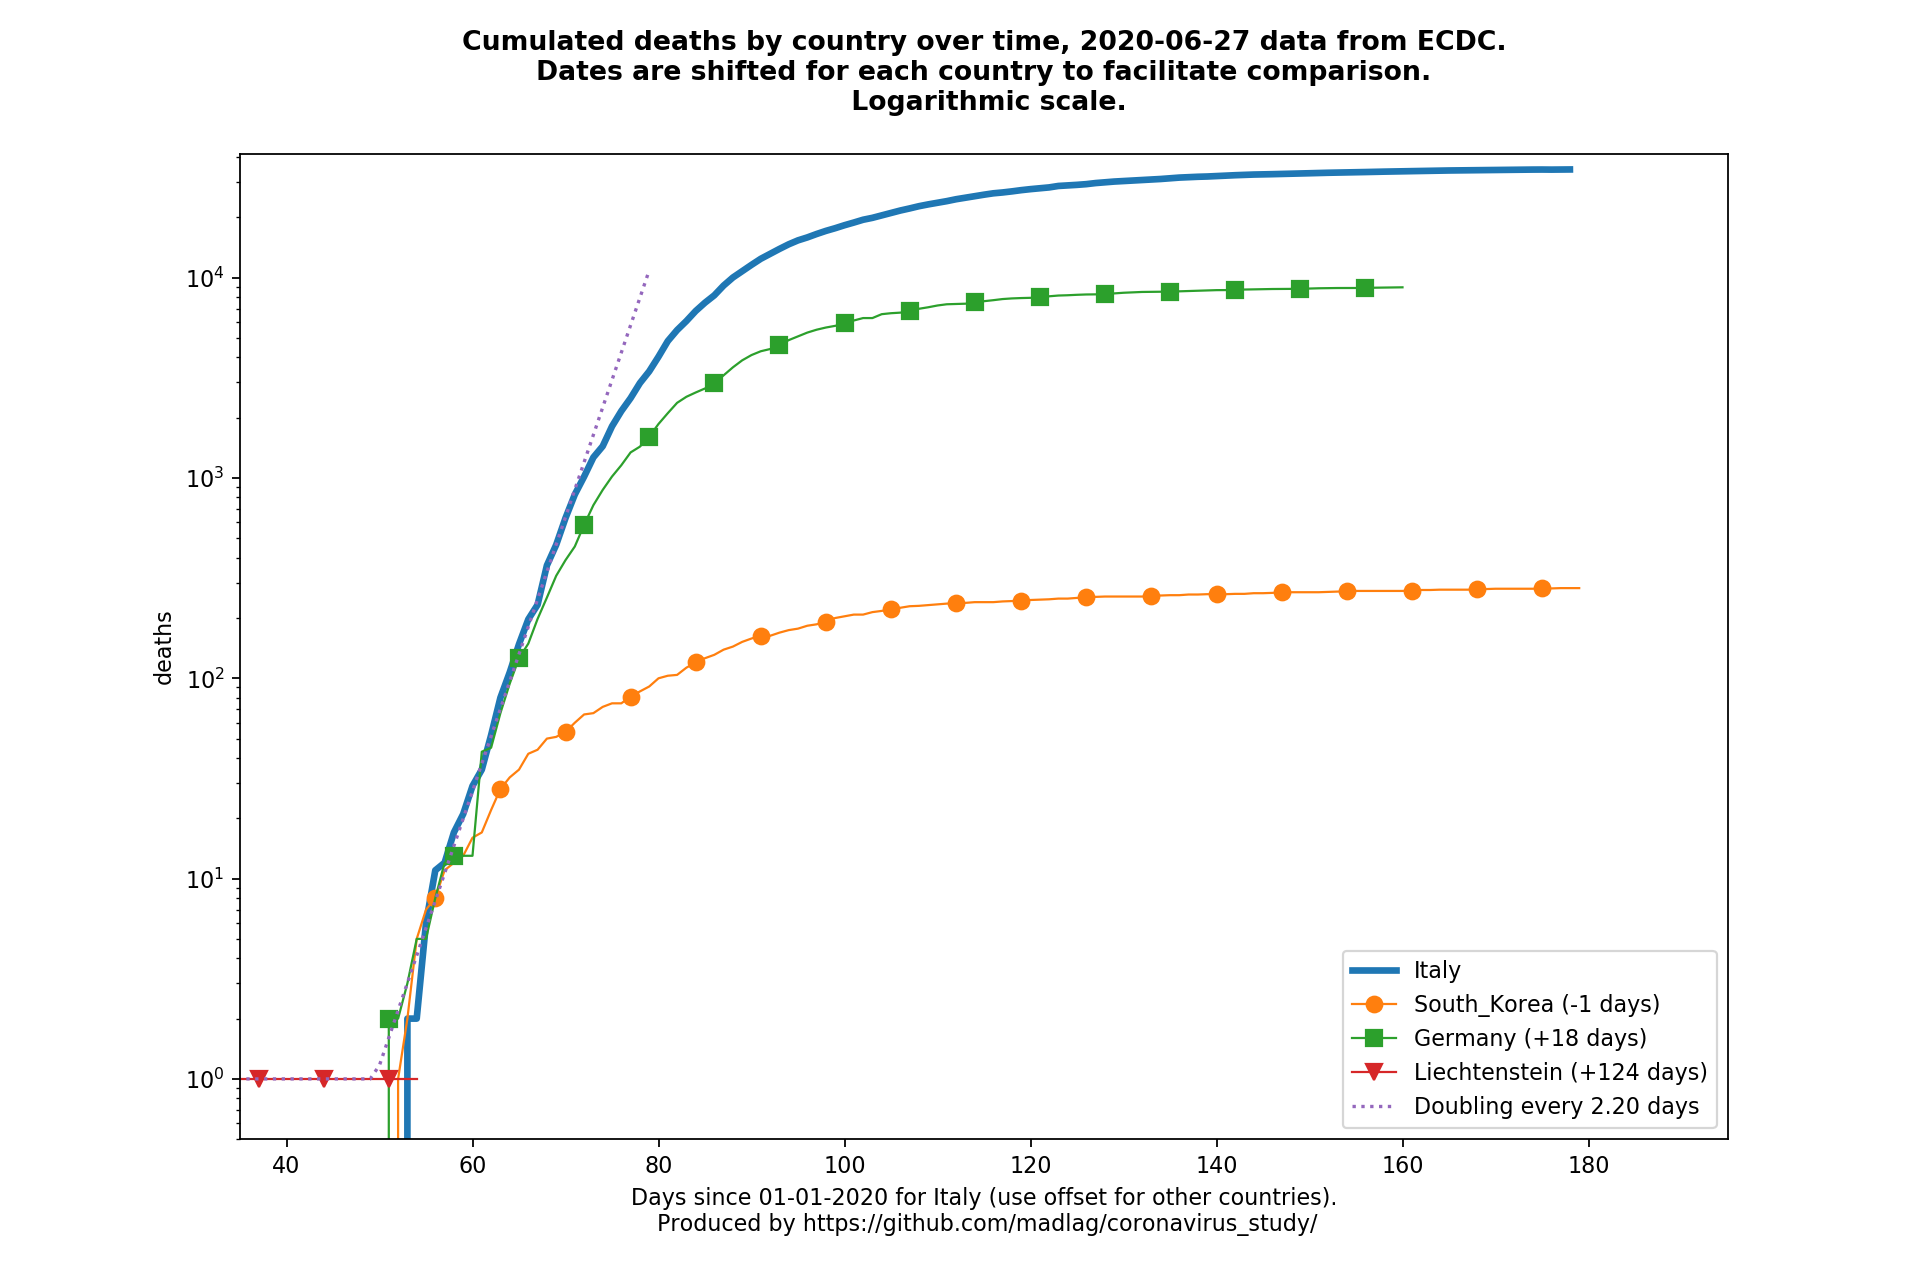 Cumulated deaths by country over time, 2020-06-27 data from ECDC.
Dates are shifted for each country to facilitate comparison.
Logarithmic scale.
10^4
10^3
10^2
10^1
10^0
deaths
Italy
South_Korea (-1 days)
Germany (+18 days)
Liechtenstein (+124 days)
Doubling every 2.20 days
40 60 80 100 120 140 160 180
Days since 01-01-2020 for Italy (use offset for other countries).
Produced by https://github.com/madlag/coronavirus_study/